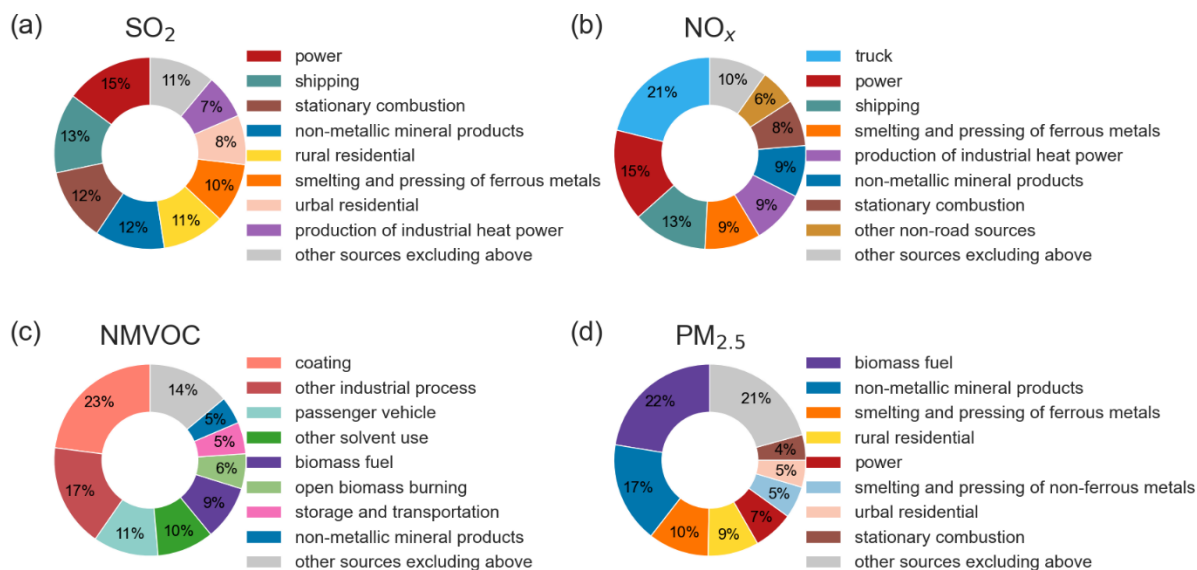 (a)
SO2
15%
13%
12%
12%
11%
10%
8%
7%
11%
power
shipping
stationary combustion
non-metallic mineral products
rural residential
smelting and pressing of ferrous metals
urbal residential
production of industrial heat power
other sources excluding above
(b)
NOx
21%
15%
13%
9%
9%
9%
8%
6%
10%
truck
power
shipping
smelting and pressing of ferrous metals
production of industrial heat power
non-metallic mineral products
stationary combustion
other non-road sources
other sources excluding above
(c)
NMVOC
23%
17%
11%
10%
9%
6%
5%
5%
14%
coating
other industrial process
passenger vehicle
other solvent use
biomass fuel
open biomass burning
storage and transportation
non-metallic mineral products
other sources excluding above
(d)
PM2.5
22%
17%
10%
9%
7%
5%
5%
4%
21%
biomass fuel
non-metallic mineral products
smelting and pressing of ferrous metals
rural residential
power
smelting and pressing of non-ferrous metals
urbal residential
stationary combustion
other sources excluding above